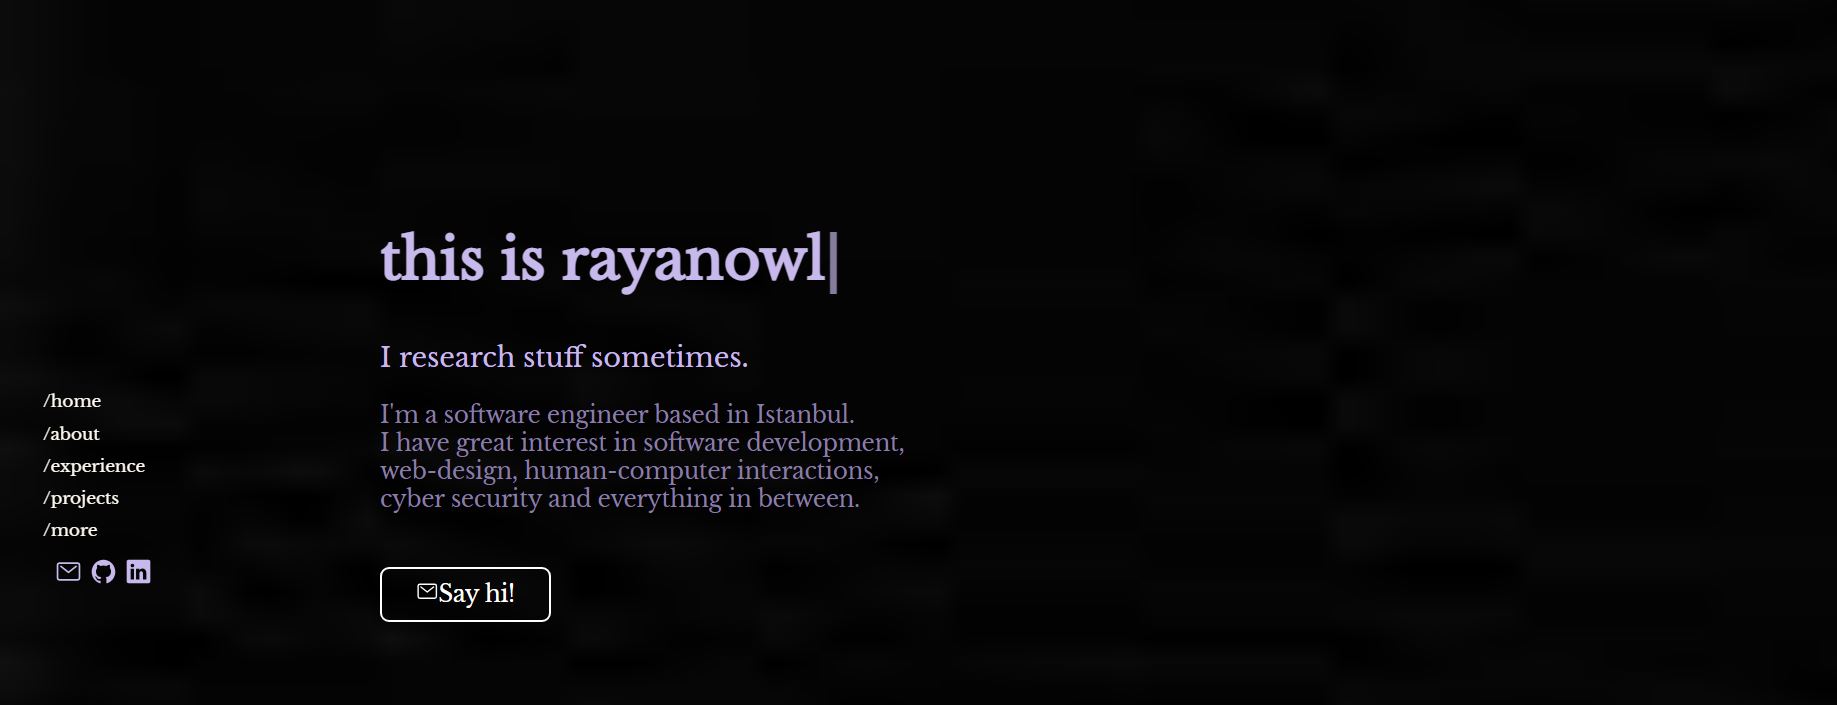 this is rayanowl
I research stuff sometimes.
I'm a software engineer based in Istanbul.
I have great interest in software development,
web-design, human-computer interactions,
cyber security and everything in between.
Say hi!
/home
/about
/experience
/projects
/more
in